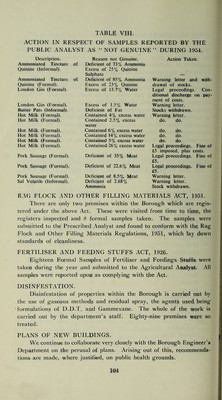 TABLE VIII.
ACTION IN RESPECT OF SAMPLES REPORTED BY THE
PUBLIC ANALYST AS "NOT GENUINE" DURING 1954.
Description. Reason not Genuine. Action Taken.
Ammoniated Tincture of Quinine (Informal). Deficient of 73% Ammonia Excess of 25% Quinine Sulphate
Ammoniated Tincture of Quinine (Formal). Deficient of 85% Ammonia Excess of 23% Quinine Warning letter and withdrawal of stocks.
London Gin (Formal). Excess of 11.5% Water Legal proceedings. Conditional discharge on payment of costs.
London Gin (Formal). Excess of 1.7% Water Warning letter.
Butter Pats (Informal) Deficient of Fat Stocks withdrawn.
Hot Milk (Formal). Contained 4% excess water Warning letter.
Hot Milk (Formal). Contained 2.5% excess water do. do.
Hot Milk (Formal). Contained 6% excess water do. do.
Hot Milk (Formal). Contained 14% excess water do. do.
Hot Milk (Formal). Contained 5% excess water do. do.
Hot Milk (Formal). Contained 26% excess water Legal proceedings. Fine of £5 imposed, plus costs.
Pork Sausage (Formal). Deficient of 35% Meat Legal proceedings. Fine of £5.
Pork Sausage (Formal). Deficient of 22.6% Meat Legal proceedings. Fine of £5.
Pork Sausage (Formal). Deficient of 6.5% Meat Warning letter.
Sal Volatile (Informal). Deficient of 2.68% Ammonia Warning letter. Stock withdrawn.
RAG FLOCK AND OTHER FILLING MATERIALS ACT, 1951.
There are only two premises within the Borough which are registered under the above Act. These were visited from time to time, the
registers inspected and formal samples taken. The samples were
submitted to the Prescribed Analyst and found to conform with the Rag
Flock and Other Filling Materials Regulations, 1951, which lay down
standards of cleanliness.
FERTILISER AND FEEDING STUFFS ACT, 1926.
Eighteen Formal Samples of Fertiliser and Feedings Stuffs were
taken during the year and submitted to the Agricultural Analyst. All
samples were reported upon as complying with the Act.
DISINFESTATION.
Disinfestation of properties within the Borough is carried out by
the use of gaseous methods and residual spray, the agents used being
formulations of D.D.T. and Gammexane. The whole of the work is
carried out by the department's staff. Eighty-nine premises were so
treated.
PLANS OF NEW BUILDINGS.
We continue to collaborate very closely with the Borough Engineer's
Department on the perusal of plans. Arising out of this, recommendations are made, where justified, on public health grounds.
104